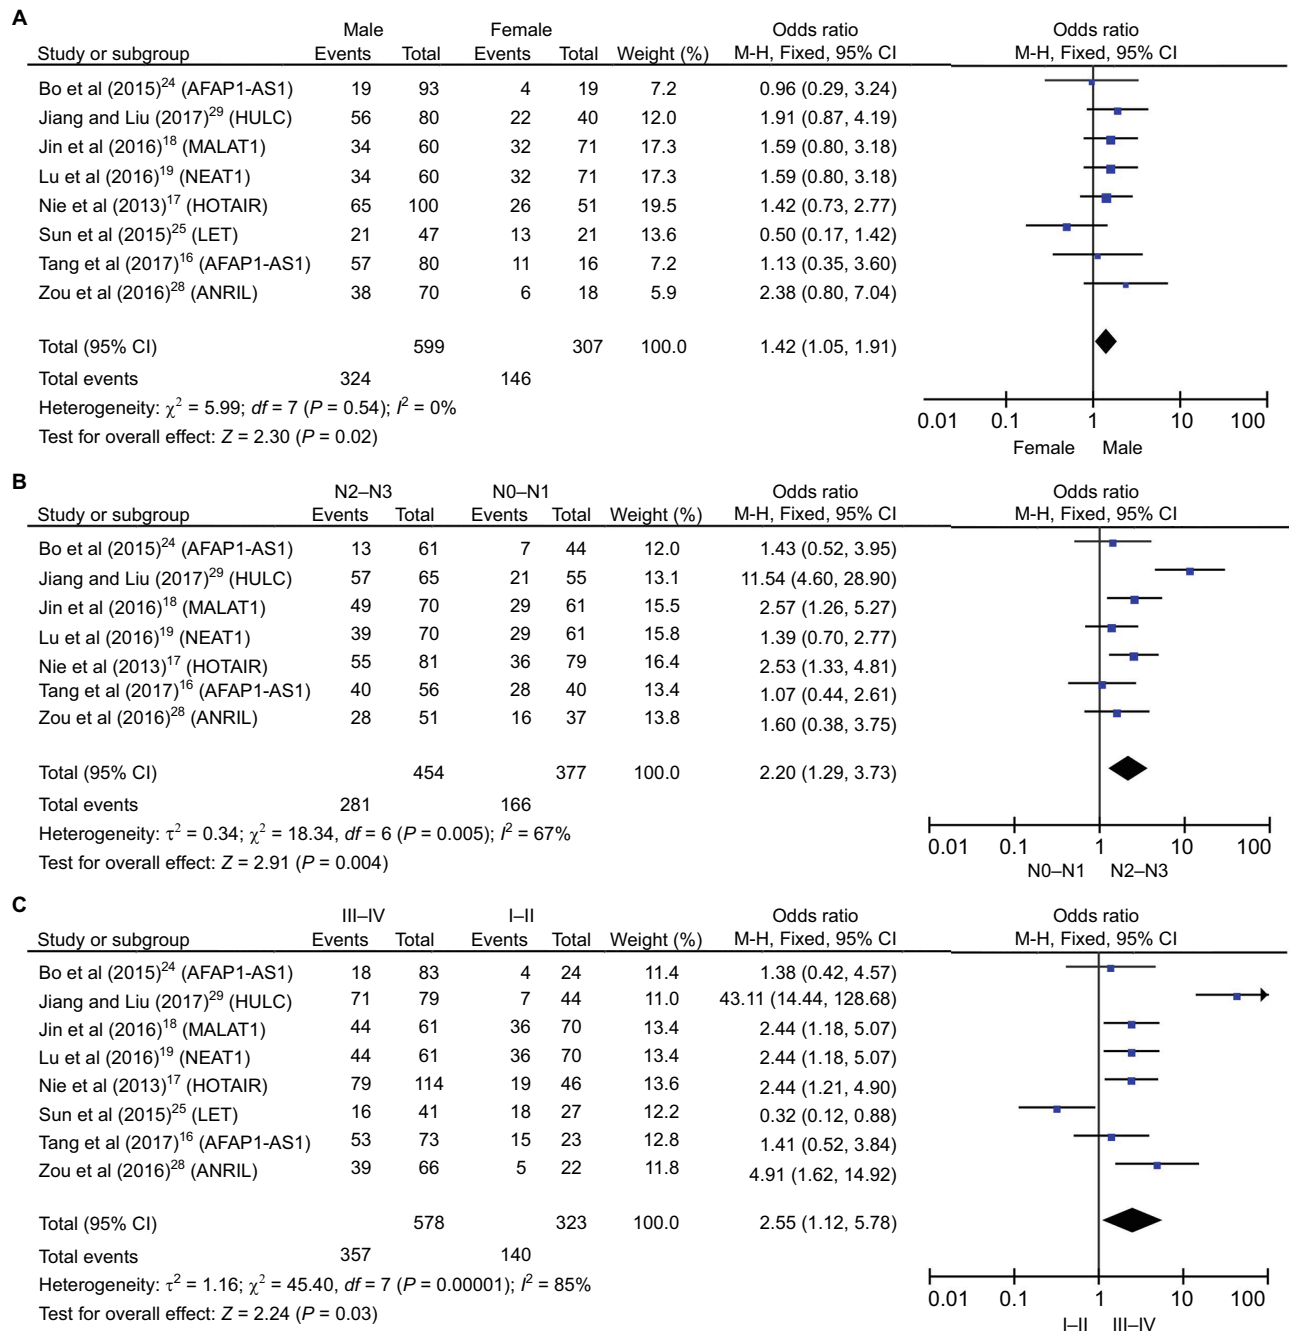 A
Male Female Odds ratio Odds ratio
Study or subgroup Events Total Events Total Weight (%) M-H, Fixed, 95% CI M-H, Fixed, 95% CI
Bo et al (2015)24 (AFAP1-AS1) 19 93 4 19 7.2 0.96 (0.29, 3.24)
Jiang and Liu (2017)29 (HULC) 56 80 22 40 12.0 1.91 (0.87, 4.19)
Jin et al (2016)18 (MALAT1) 34 60 32 71 17.3 1.59 (0.80, 3.18)
Lu et al (2016)19 (NEAT1) 34 60 32 71 17.3 1.59 (0.80, 3.18)
Nie et al (2013)17 (HOTAIR) 65 100 26 51 19.5 1.42 (0.73, 2.77)
Sun et al (2015)25 (LET) 21 47 13 21 13.6 0.50 (0.17, 1.42)
Tang et al (2017)16 (AFAP1-AS1) 57 80 11 16 7.2 1.13 (0.35, 3.60)
Zou et al (2016)28 (ANRIL) 38 70 6 18 5.9 2.38 (0.80, 7.04)
Total (95% CI) 599 307 100.0 1.42 (1.05, 1.91)
Total events 324 146
Heterogeneity: χ2 = 5.99; df = 7 (P = 0.54); I2 = 0%
0.01 0.1 1 10 100
Test for overall effect: Z = 2.30 (P = 0.02)
Female Male
B
N2–N3 N0–N1 Odds ratio Odds ratio
Study or subgroup Events Total Events Total Weight (%) M-H, Fixed, 95% CI M-H, Fixed, 95% CI
Bo et al (2015)24 (AFAP1-AS1) 13 61 7 44 12.0 1.43 (0.52, 3.95)
Jiang and Liu (2017)29 (HULC) 57 65 21 55 13.1 11.54 (4.60, 28.90)
Jin et al (2016)18 (MALAT1) 49 70 29 61 15.5 2.57 (1.26, 5.27)
Lu et al (2016)19 (NEAT1) 39 70 29 61 15.8 1.39 (0.70, 2.77)
Nie et al (2013)17 (HOTAIR) 55 81 36 79 16.4 2.53 (1.33, 4.81)
Tang et al (2017)16 (AFAP1-AS1) 40 56 28 40 13.4 1.07 (0.44, 2.61)
Zou et al (2016)28 (ANRIL) 28 51 16 37 13.8 1.60 (0.38, 3.75)
Total (95% CI) 454 377 100.0 2.20 (1.29, 3.73)
Total events 281 166
Heterogeneity: τ2 = 0.34; χ2 = 18.34, df = 6 (P = 0.005); I2 = 67%
0.01 0.1 1 10 100
Test for overall effect: Z = 2.91 (P = 0.004)
N0–N1 N2–N3
C
III–IV I–II Odds ratio Odds ratio
Study or subgroup Events Total Events Total Weight (%) M-H, Fixed, 95% CI M-H, Fixed, 95% CI
Bo et al (2015)24 (AFAP1-AS1) 18 83 4 24 11.4 1.38 (0.42, 4.57)
Jiang and Liu (2017)29 (HULC) 71 79 7 44 11.0 43.11 (14.44, 128.68)
Jin et al (2016)18 (MALAT1) 44 61 36 70 13.4 2.44 (1.18, 5.07)
Lu et al (2016)19 (NEAT1) 44 61 36 70 13.4 2.44 (1.18, 5.07)
Nie et al (2013)17 (HOTAIR) 79 114 19 46 13.6 2.44 (1.21, 4.90)
Sun et al (2015)25 (LET) 16 41 18 27 12.2 0.32 (0.12, 0.88)
Tang et al (2017)16 (AFAP1-AS1) 53 73 15 23 12.8 1.41 (0.52, 3.84)
Zou et al (2016)28 (ANRIL) 39 66 5 22 11.8 4.91 (1.62, 14.92)
Total (95% CI) 578 323 100.0 2.55 (1.12, 5.78)
Total events 357 140
Heterogeneity: τ2 = 1.16; χ2 = 45.40, df = 7 (P = 0.00001); I2 = 85%
0.01 0.1 1 10 100
Test for overall effect: Z = 2.24 (P = 0.03)
I–II III–IV